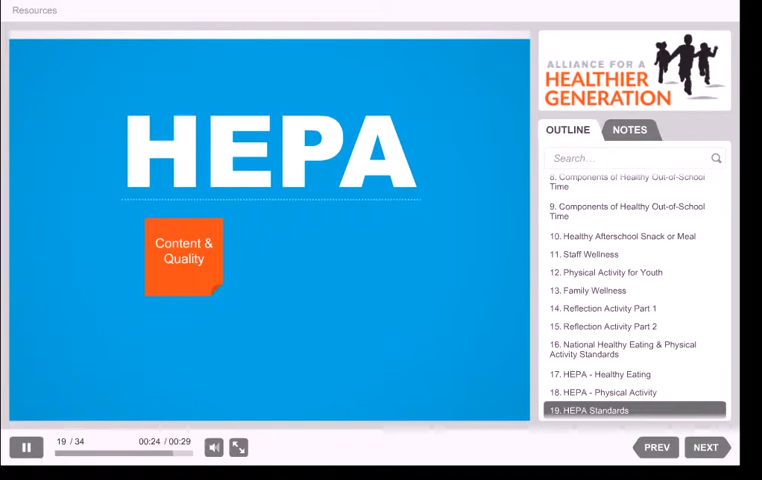 Resources
HEPA
Content &
Quality
ALLIANCE FOR A
HEALTHIER
GENERATION
OUTLINE
NOTES
Search...
8. Components of Healthy Out-of-School
Time
9. Components of Healthy Out-of-School
Time
10. Healthy Afterschool Snack or Meal
11. Staff Wellness
12. Physical Activity for Youth
13. Family Wellness
14. Reflection Activity Part 1
15. Reflection Activity Part 2
16. National Healthy Eating & Physical
Activity Standards
17. HEPA - Healthy Eating
18. HEPA - Physical Activity
19. HEPA Standards
19 / 34
00:24 / 00:29
PREV
NEXT